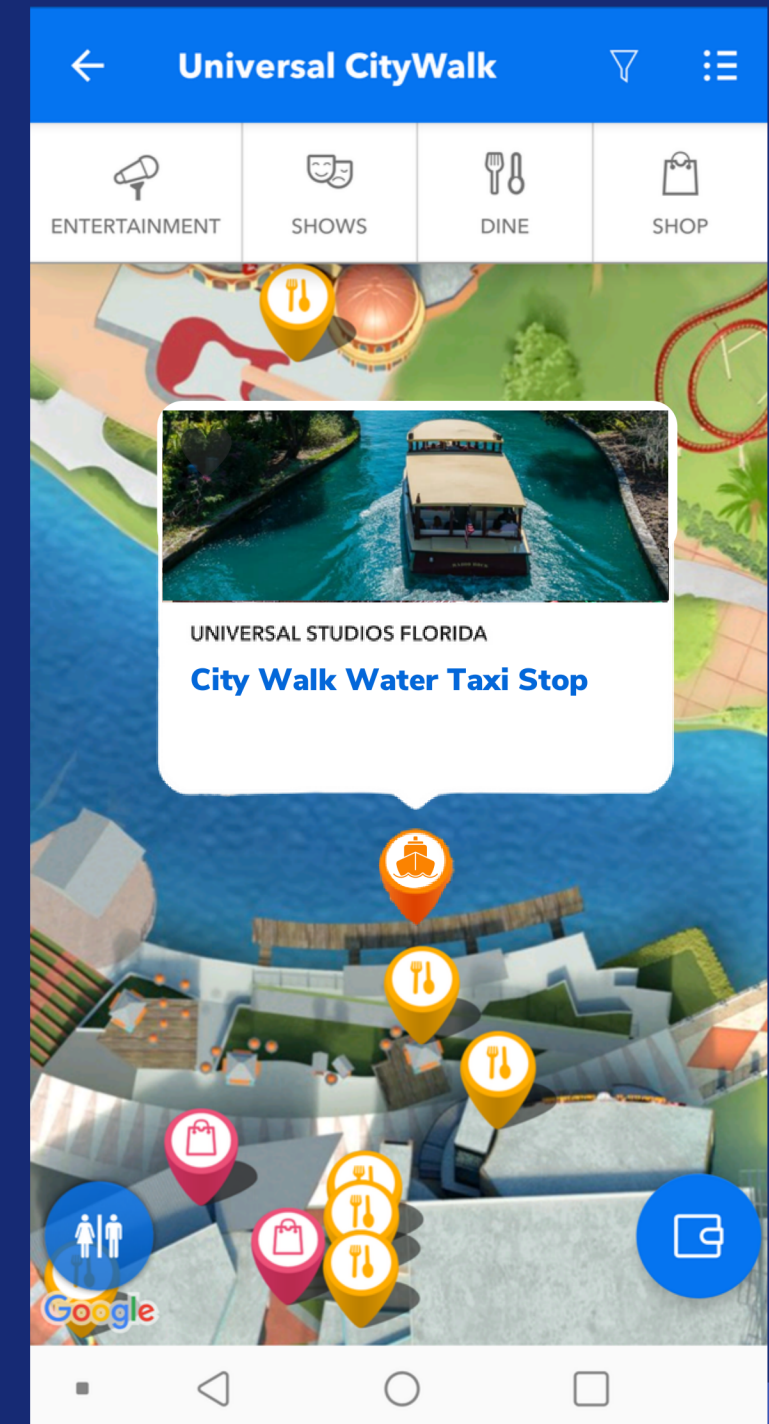 Universal CityWalk
ENTERTAINMENT
SHOWS
DINE
SHOP
UNIVERSAL STUDIOS FLORIDA
City Walk Water Taxi Stop
Google